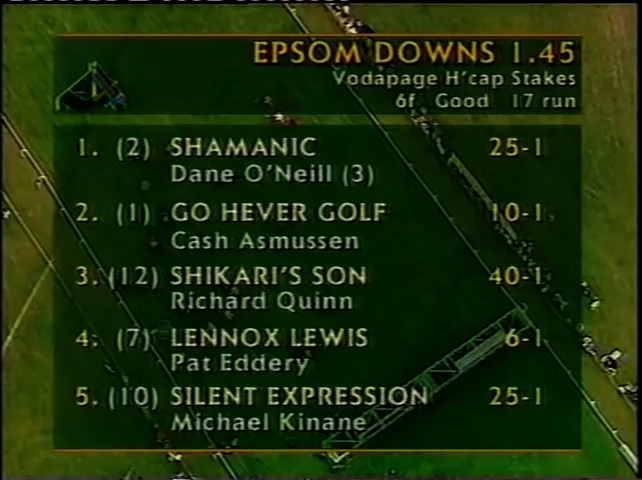 EPSOM DOWNS 1.45
Vodapage H'cap Stakes
6f Good 17 run
1. (2) SHAMANIC 25-1
Dane O'Neill (3)
2. (1) GO HEVER GOLF 10-1
Cash Asmussen
3. (12) SHIKARI'S SON 40-1
Richard Quinn
4. (7) LENNOX LEWIS 6-1
Pat Eddery
5. (10) SILENT EXPRESSION 25-1
Michael Kinane